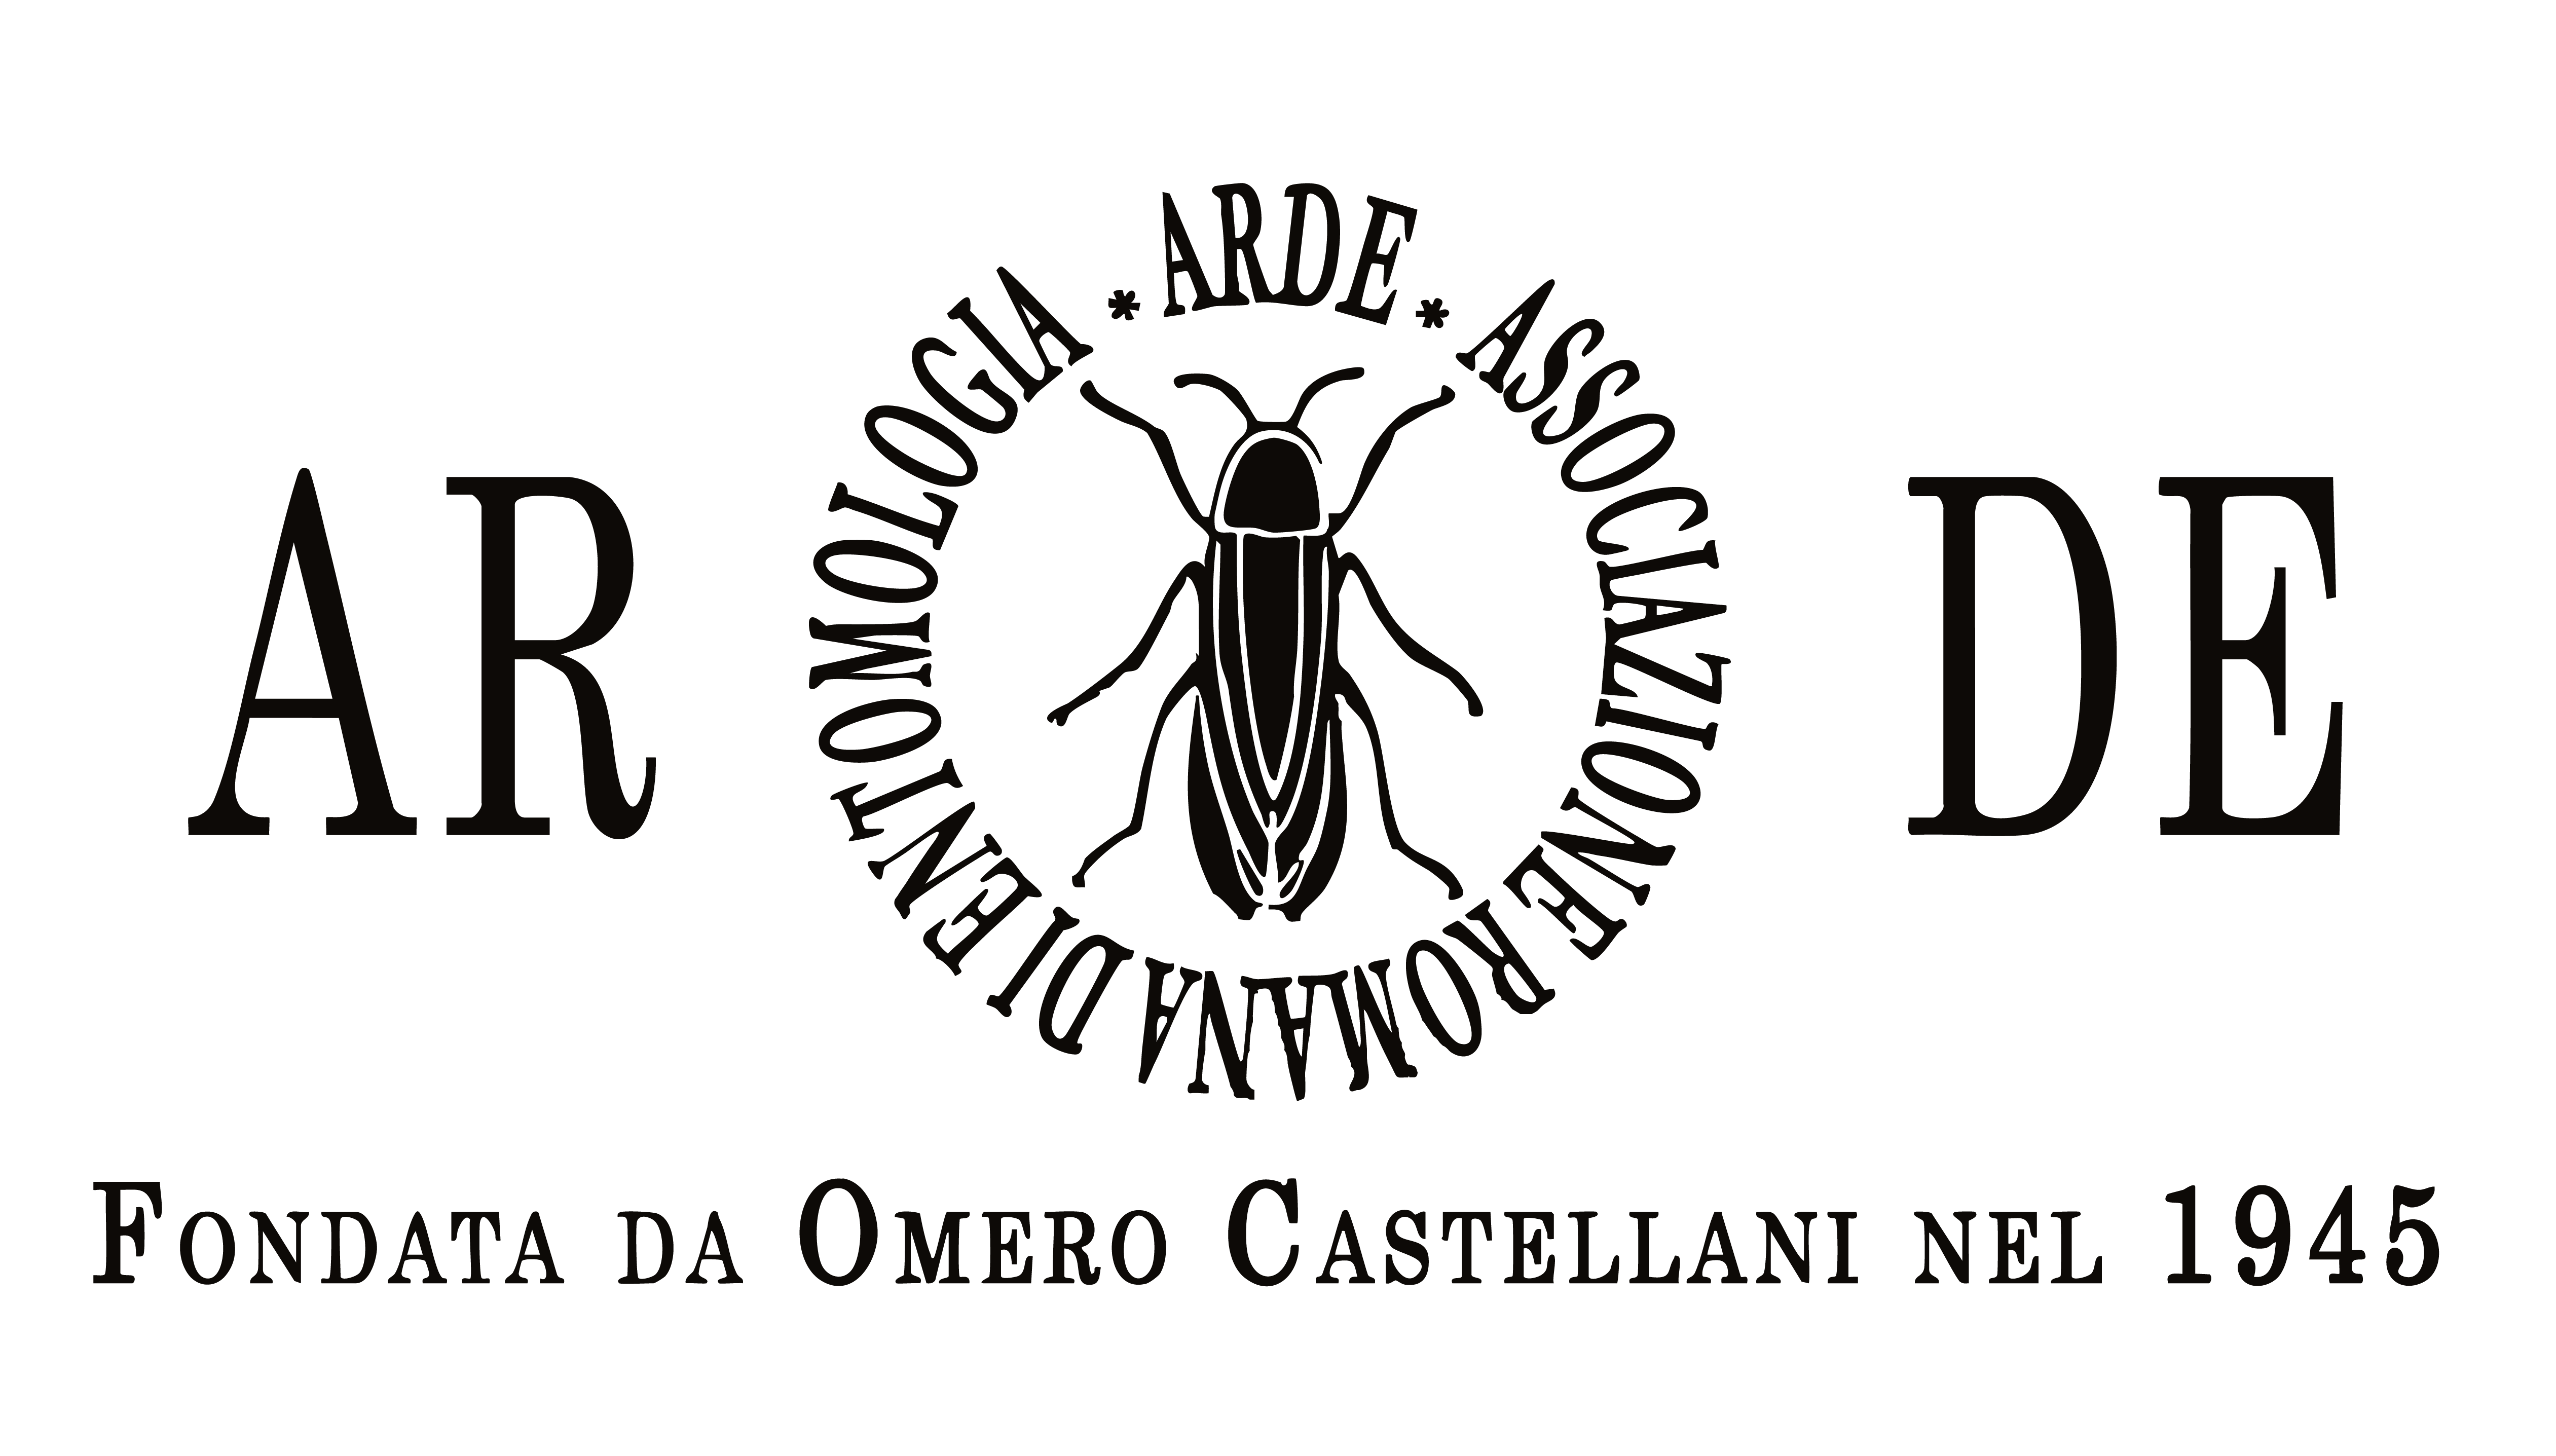 * ARDE * ASSOCIAZIONE ROMANA DI ENTOMOLOGIA
AR DE
FONDATA DA OMERO CASTELLANI NEL 1945